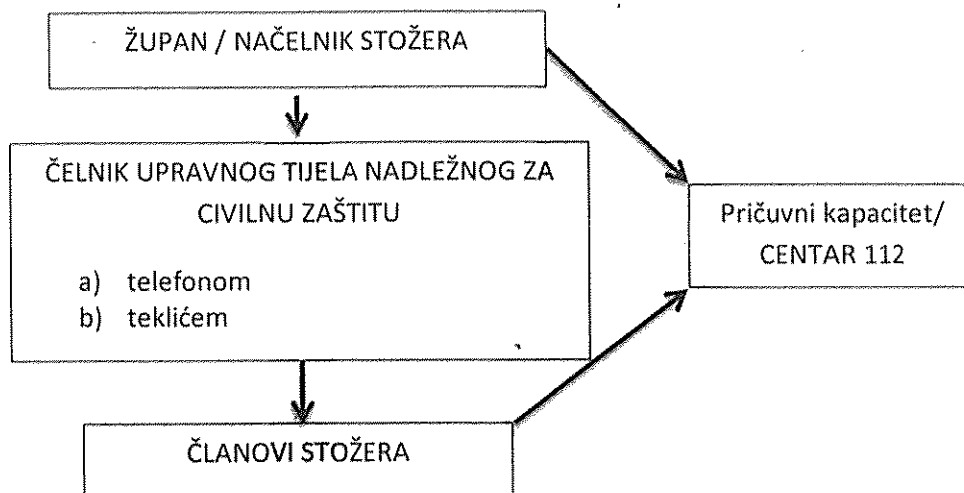 ŽUPAN / NAČELNIK STOŽERA
ČELNIK UPRAVNOG TIJELA NADLEŽNOG ZA
CIVILNU ZAŠTITU
a) telefonom
b) teklićem
Pričuvni kapacitet/
CENTAR 112
ČLANOVI STOŽERA